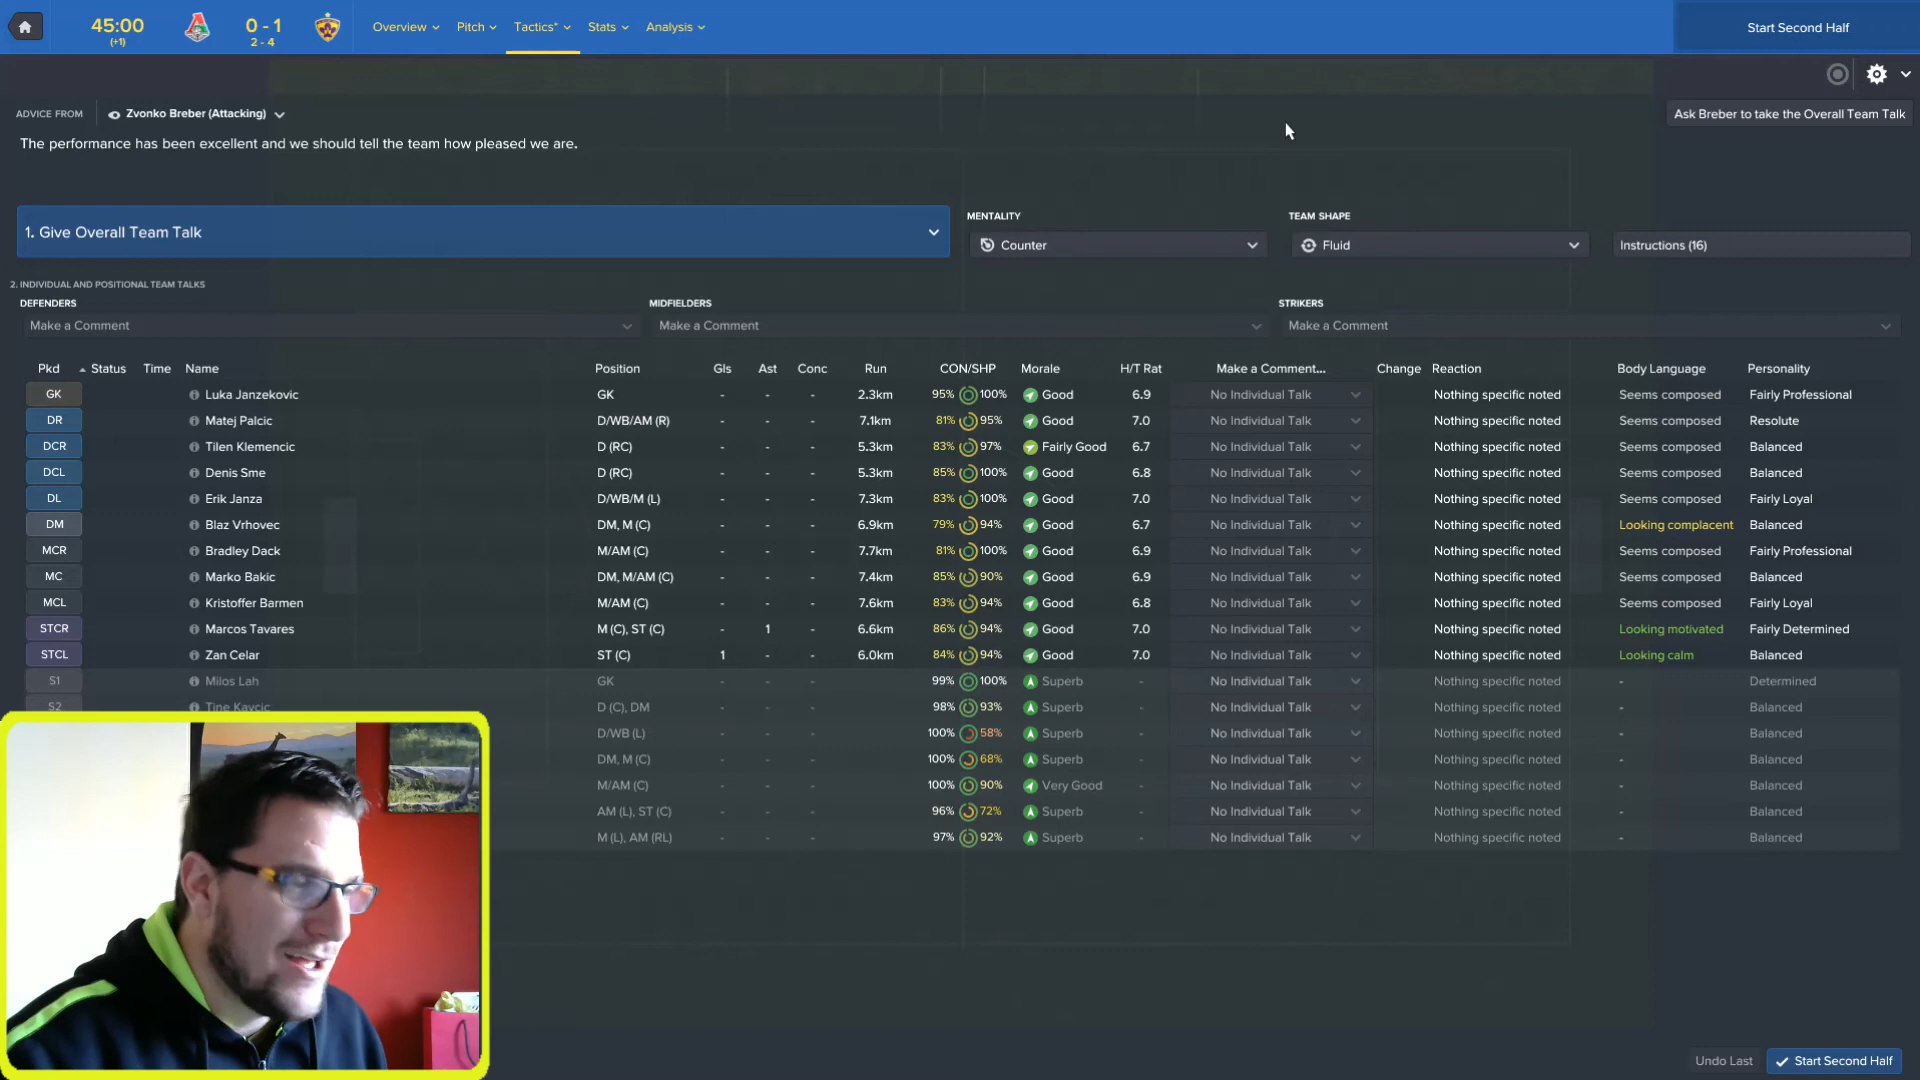 45:00
(+1)
0 - 1
2 - 4
Overview
Pitch
Tactics*
Stats
Analysis
Start Second Half
ADVICE FROM
Zvonko Breber (Attacking)
Ask Breber to take the Overall Team Talk
The performance has been excellent and we should tell the team how pleased we are.
1. Give Overall Team Talk
MENTALITY
Counter
TEAM SHAPE
Fluid
Instructions (16)
2. INDIVIDUAL AND POSITIONAL TEAM TALKS
DEFENDERS
MIDFIELDERS
STRIKERS
Make a Comment
Make a Comment
Make a Comment
Pkd Status Time Name Position Gls Ast Conc Run CON/SHP Morale H/T Rat Make a Comment... Change Reaction Body Language Personality
GK Luka Janzekovic GK - - - 2.3km 95% 100% Good 6.9 No Individual Talk Nothing specific noted Seems composed Fairly Professional
DR Matej Palcic D/WB/AM (R) - - - 7.1km 81% 95% Good 7.0 No Individual Talk Nothing specific noted Seems composed Resolute
DCR Tilen Klemencic D (RC) - - - 5.3km 83% 97% Fairly Good 6.7 No Individual Talk Nothing specific noted Seems composed Balanced
DCL Denis Sme D (RC) - - - 5.3km 85% 100% Good 6.8 No Individual Talk Nothing specific noted Seems composed Balanced
DL Erik Janza D/WB/M (L) - - - 7.3km 83% 100% Good 7.0 No Individual Talk Nothing specific noted Seems composed Fairly Loyal
DM Blaz Vrhovec DM, M (C) - - - 6.9km 79% 94% Good 6.7 No Individual Talk Nothing specific noted Looking complacent Balanced
MCR Bradley Dack M/AM (C) - - - 7.7km 81% 100% Good 6.9 No Individual Talk Nothing specific noted Seems composed Fairly Professional
MC Marko Bakic DM, M/AM (C) - - - 7.4km 85% 90% Good 6.9 No Individual Talk Nothing specific noted Seems composed Balanced
MCL Kristoffer Barmen M/AM (C) - - - 7.6km 83% 94% Good 6.8 No Individual Talk Nothing specific noted Seems composed Fairly Loyal
STCR Marcos Tavares M (C), ST (C) - 1 - 6.6km 86% 94% Good 7.0 No Individual Talk Nothing specific noted Looking motivated Fairly Determined
STCL Zan Celar ST (C) 1 - - 6.0km 84% 94% Good 7.0 No Individual Talk Nothing specific noted Looking calm Balanced
S1 Milos Lah GK - - - 99% 100% Superb - No Individual Talk Nothing specific noted - Determined
S2 Tine Kavcic D (C), DM - - - 98% 93% Superb - No Individual Talk Nothing specific noted - Balanced
D/WB (L) - - - 100% 58% Superb - No Individual Talk Nothing specific noted - Balanced
DM, M (C) - - - 100% 68% Superb - No Individual Talk Nothing specific noted - Balanced
M/AM (C) - - - 100% 90% Very Good - No Individual Talk Nothing specific noted - Balanced
AM (L), ST (C) - - - 96% 72% Superb - No Individual Talk Nothing specific noted - Balanced
M (L), AM (RL) - - - 97% 92% Superb - No Individual Talk Nothing specific noted - Balanced
Undo Last
Start Second Half